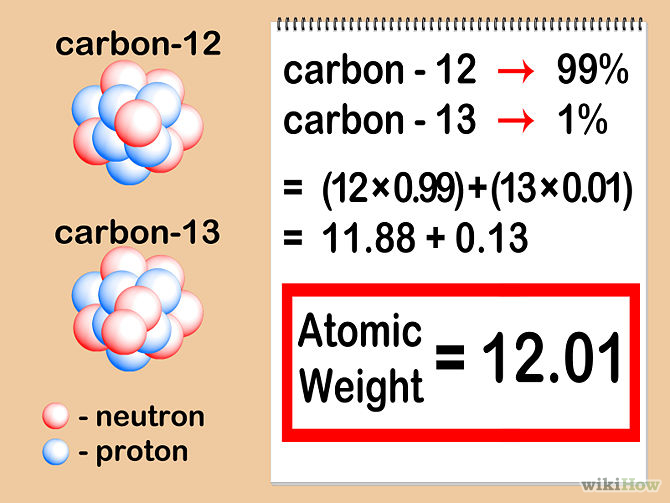 carbon-12
carbon-13
- neutron
- proton
carbon - 12 → 99%
carbon - 13 → 1%
= (12×0.99)+(13×0.01)
= 11.88 + 0.13
Atomic
Weight = 12.01
wikiHow